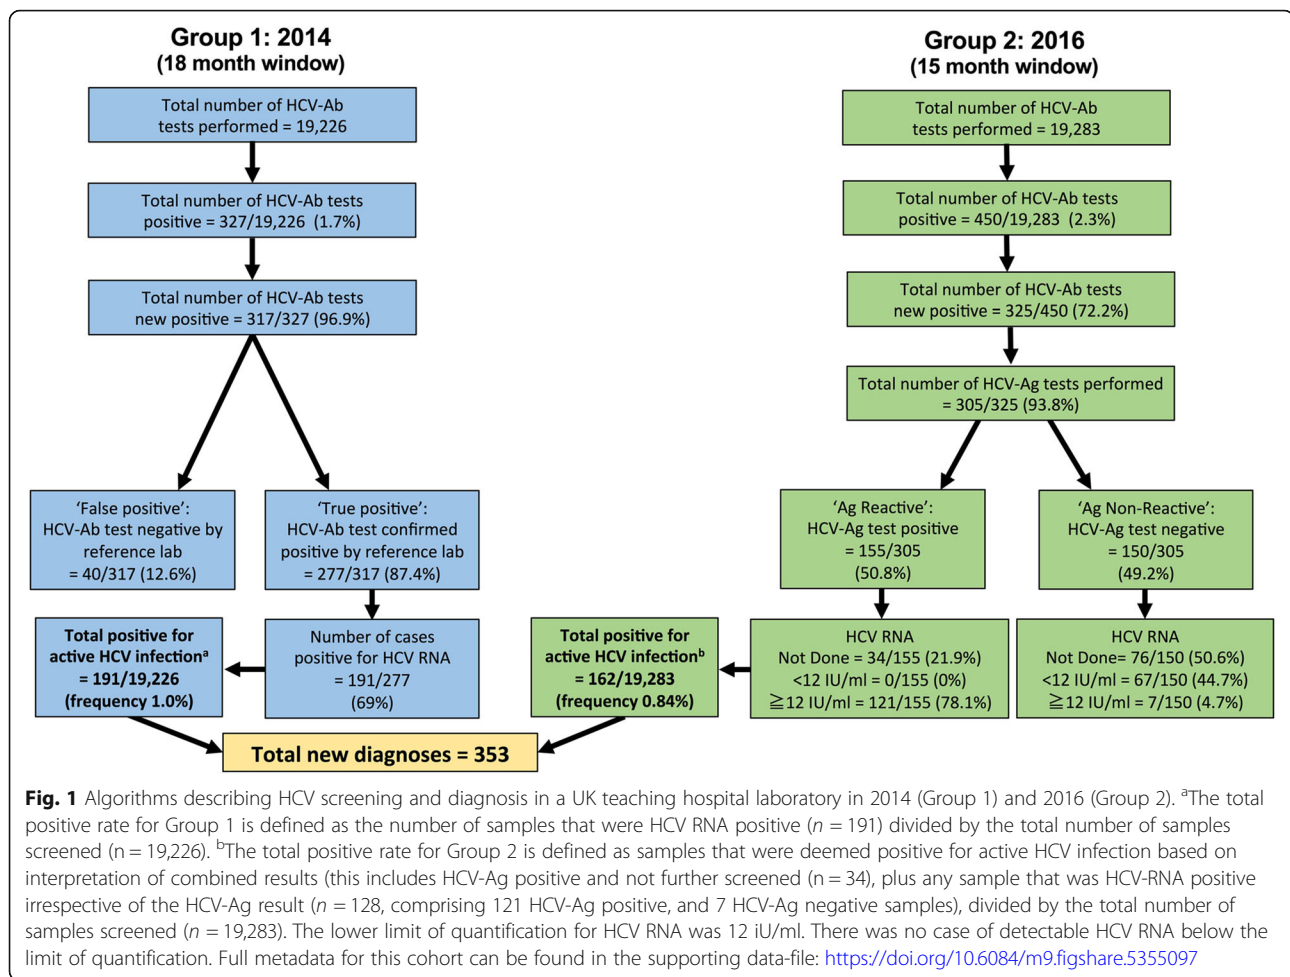 Group 1: 2014
(18 month window)
Total number of HCV-Ab
tests performed = 19,226
Total number of HCV-Ab tests
positive = 327/19,226 (1.7%)
Total number of HCV-Ab tests
new positive = 317/327 (96.9%)
'False positive':
HCV-Ab test negative by
reference lab
= 40/317 (12.6%)
'True positive':
HCV-Ab test confirmed
positive by reference lab
= 277/317 (87.4%)
Number of cases
positive for HCV RNA
= 191/277
(69%)
Total positive for
active HCV infectionᵃ
= 191/19,226
(frequency 1.0%)
Group 2: 2016
(15 month window)
Total number of HCV-Ab
tests performed = 19,283
Total number of HCV-Ab tests
positive = 450/19,283 (2.3%)
Total number of HCV-Ab tests
new positive = 325/450 (72.2%)
Total number of HCV-Ag tests performed
= 305/325 (93.8%)
'Ag Reactive':
HCV-Ag test positive
= 155/305
(50.8%)
'Ag Non-Reactive':
HCV-Ag test negative
= 150/305
(49.2%)
HCV RNA
Not Done = 34/155 (21.9%)
<12 IU/ml = 0/155 (0%)
≧12 IU/ml = 121/155 (78.1%)
HCV RNA
Not Done= 76/150 (50.6%)
<12 IU/ml = 67/150 (44.7%)
≧12 IU/ml = 7/150 (4.7%)
Total positive for
active HCV infectionᵇ
= 162/19,283
(frequency 0.84%)
Total new diagnoses = 353
Fig. 1 Algorithms describing HCV screening and diagnosis in a UK teaching hospital laboratory in 2014 (Group 1) and 2016 (Group 2). ᵃThe total
positive rate for Group 1 is defined as the number of samples that were HCV RNA positive (n = 191) divided by the total number of samples
screened (n = 19,226). ᵇThe total positive rate for Group 2 is defined as samples that were deemed positive for active HCV infection based on
interpretation of combined results (this includes HCV-Ag positive and not further screened (n = 34), plus any sample that was HCV-RNA positive
irrespective of the HCV-Ag result (n = 128, comprising 121 HCV-Ag positive, and 7 HCV-Ag negative samples), divided by the total number of
samples screened (n = 19,283). The lower limit of quantification for HCV RNA was 12 iU/ml. There was no case of detectable HCV RNA below the
limit of quantification. Full metadata for this cohort can be found in the supporting data-file: https://doi.org/10.6084/m9.figshare.5355097